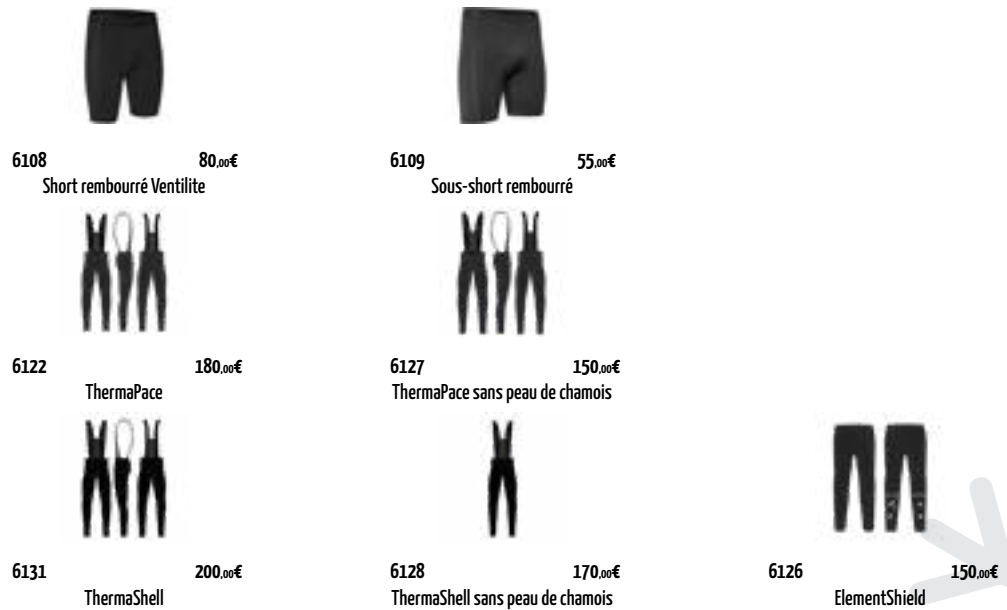 6108 80,00€ 6109 55,00€
Short rembourré Ventilite Sous-short rembourré
6122 180,00€ 6127 150,00€
ThermaPace ThermaPace sans peau de chamois
6131 200,00€ 6128 170,00€ 6126 150,00€
ThermaShell ThermaShell sans peau de chamois ElementShield